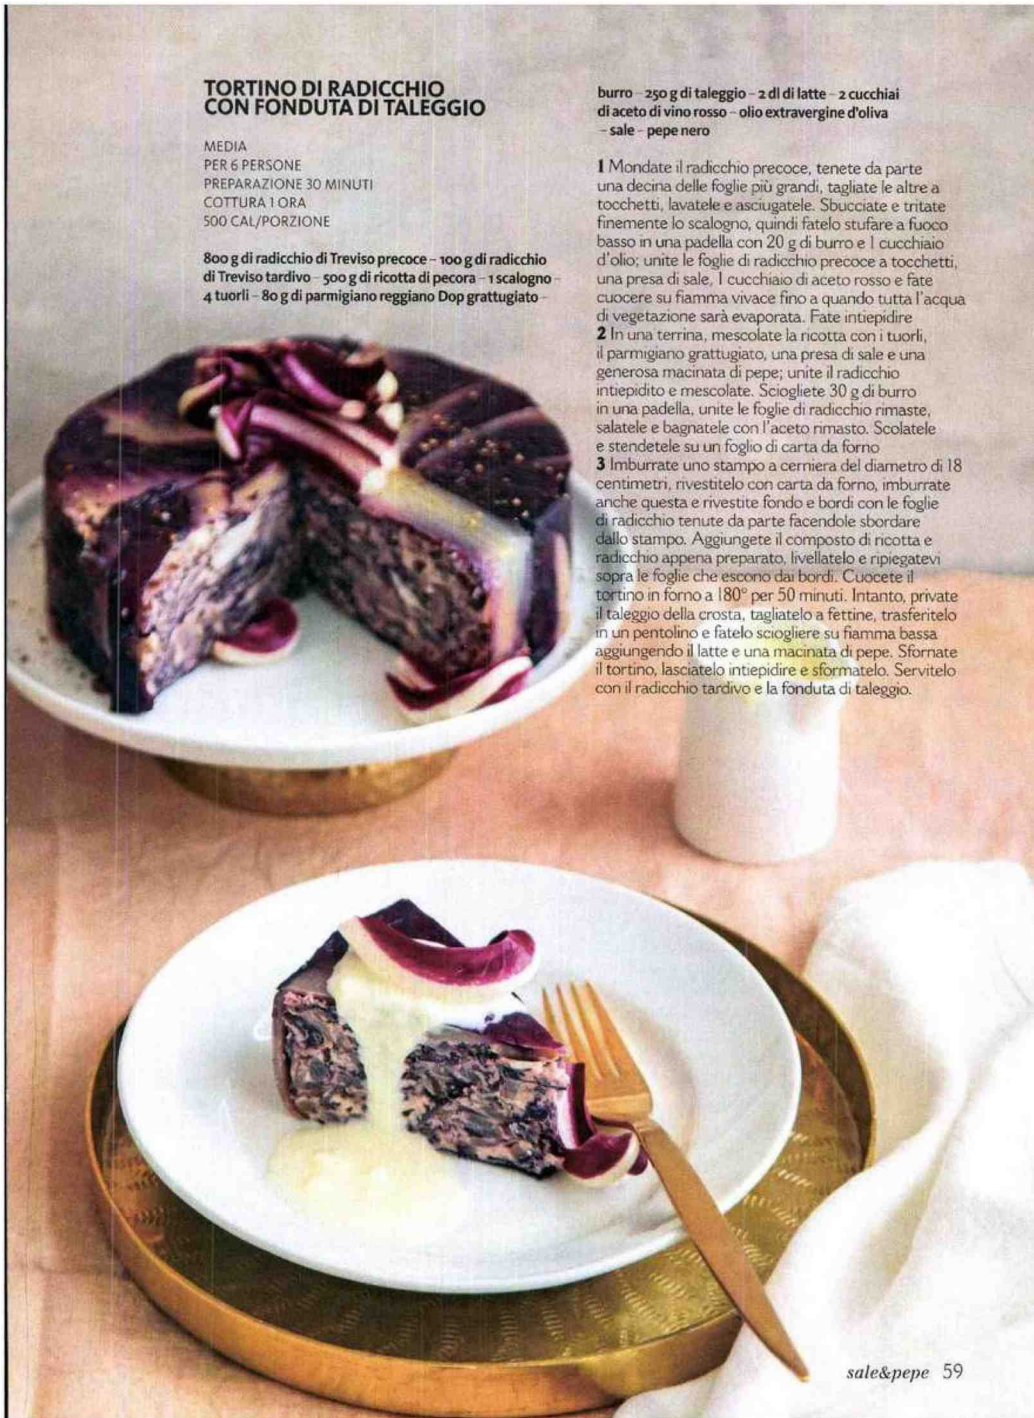 TORTINO DI RADICCHIO
CON FONDUTA DI TALEGGIO
MEDIA
PER 6 PERSONE
PREPARAZIONE 30 MINUTI
COTTURA 1 ORA
500 CAL/PORZIONE
800 g di radicchio di Treviso precoce – 100 g di radicchio
di Treviso tardivo – 500 g di ricotta di pecora – 1 scalogno –
4 tuorli – 80 g di parmigiano reggiano Dop grattugiato –
burro – 250 g di taleggio – 2 dl di latte – 2 cucchiai
di aceto di vino rosso – olio extravergine d'oliva
– sale – pepe nero
1 Mondate il radicchio precoce, tenete da parte
una decina delle foglie più grandi, tagliate le altre a
tocchetti, lavatele e asciugatele. Sbucciate e tritate
finemente lo scalogno, quindi fatelo stufare a fuoco
basso in una padella con 20 g di burro e 1 cucchiaio
d'olio; unite le foglie di radicchio precoce a tocchetti,
una presa di sale, 1 cucchiaio di aceto rosso e fate
cuocere su fiamma vivace fino a quando tutta l'acqua
di vegetazione sarà evaporata. Fate intiepidire
2 In una terrina, mescolate la ricotta con i tuorli,
il parmigiano grattugiato, una presa di sale e una
generosa macinata di pepe; unite il radicchio
intiepidito e mescolate. Sciogliete 30 g di burro
in una padella, unite le foglie di radicchio rimaste,
salatele e bagnatele con l'aceto rimasto. Scolatele
e stendetele su un foglio di carta da forno
3 Imburrate uno stampo a cerniera del diametro di 18
centimetri, rivestitelo con carta da forno, imburrate
anche questa e rivestite fondo e bordi con le foglie
di radicchio tenute da parte facendole sbordare
dallo stampo. Aggiungete il composto di ricotta e
radicchio appena preparato, livellatelo e ripiegatevi
sopra le foglie che escono dai bordi. Cuocete il
tortino in forno a 180° per 50 minuti. Intanto, private
il taleggio della crosta, tagliatelo a fettine, trasferitelo
in un pentolino e fatelo sciogliere su fiamma bassa
aggiungendo il latte e una macinata di pepe. Sfornate
il tortino, lasciatelo intiepidire e sformatelo. Servitelo
con il radicchio tardivo e la fonduta di taleggio.
sale&pepe 59